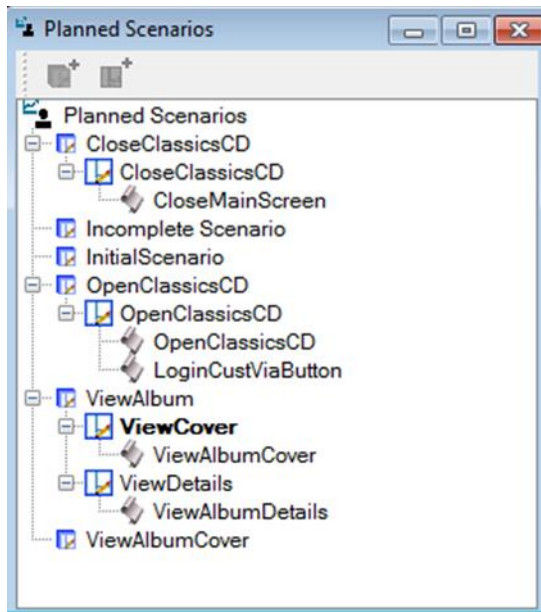 Planned Scenarios
Planned Scenarios
CloseClassicsCD
CloseClassicsCD
CloseMainScreen
Incomplete Scenario
InitialScenario
OpenClassicsCD
OpenClassicsCD
OpenClassicsCD
LoginCustViaButton
ViewAlbum
ViewCover
ViewAlbumCover
ViewDetails
ViewAlbumDetails
ViewAlbumCover